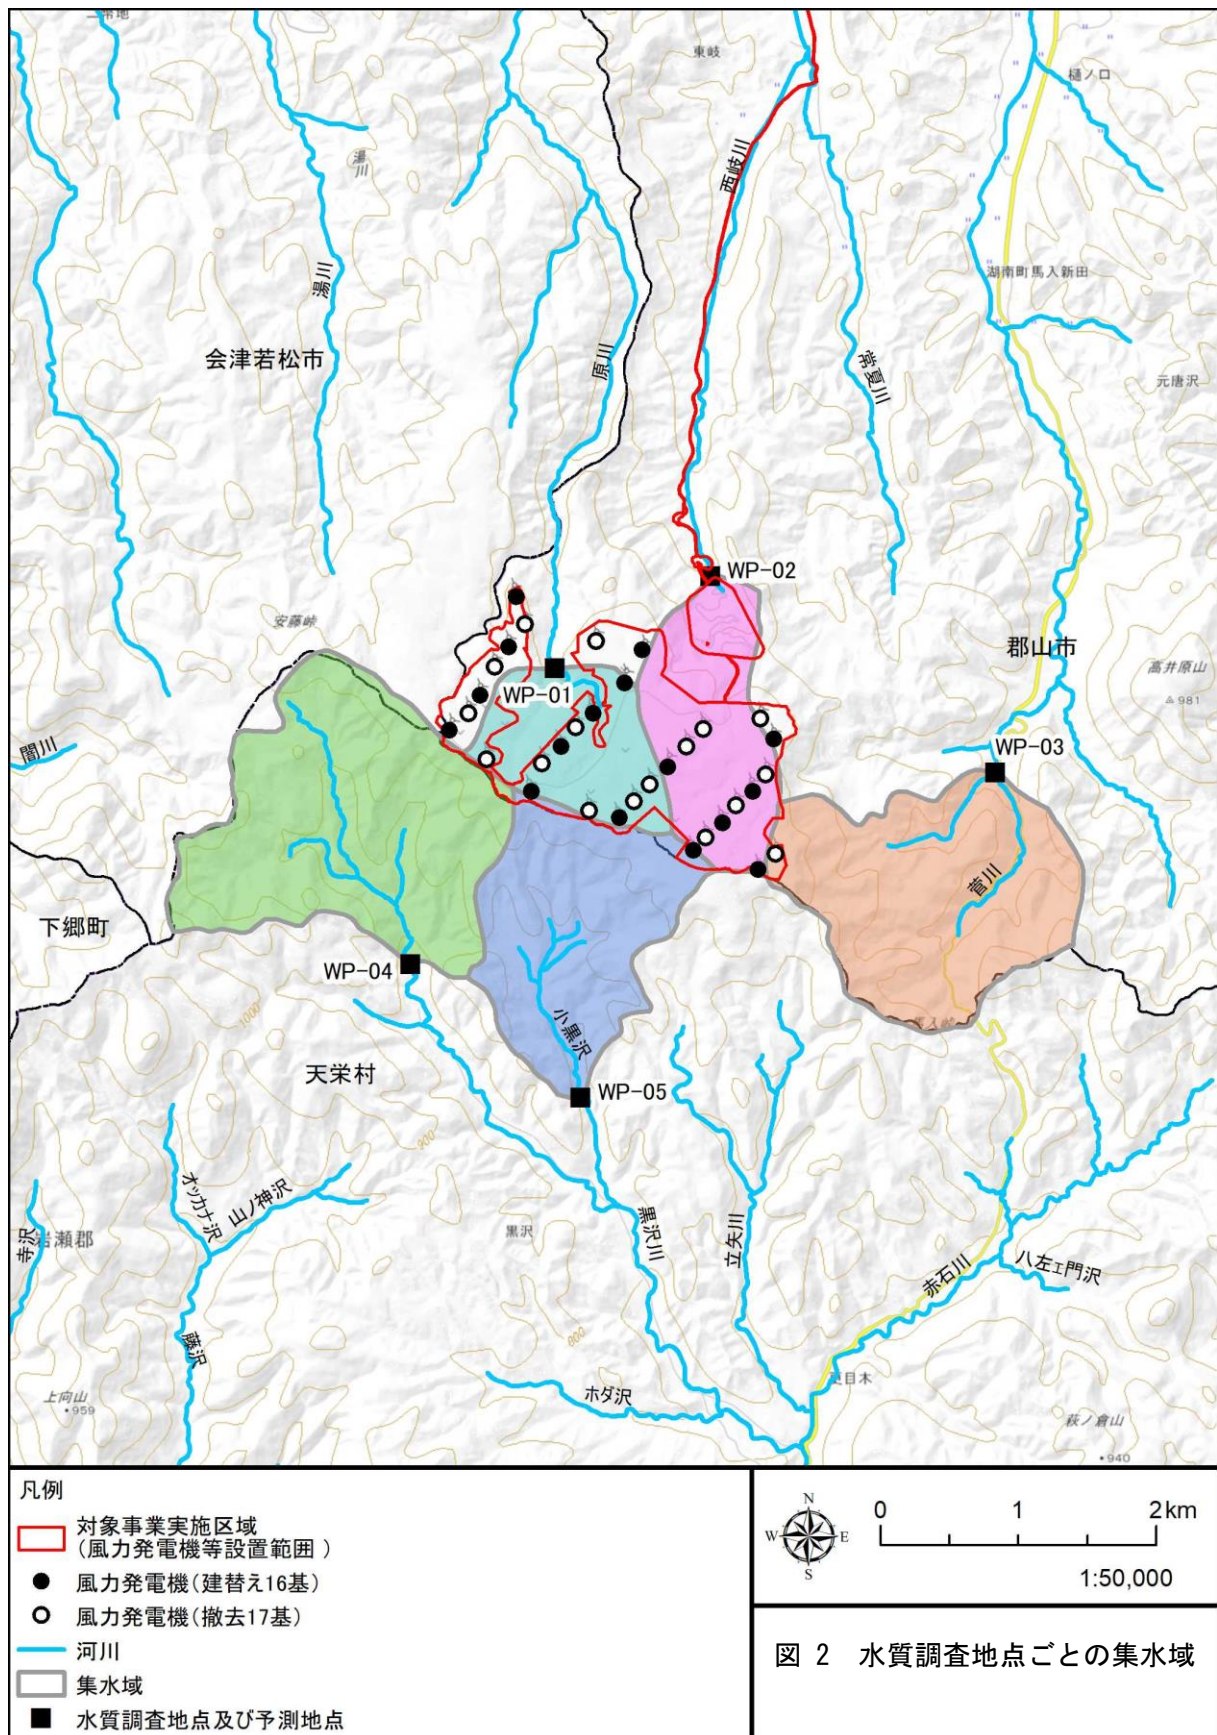 東岐
樋ノ口
湯川
西岐川
湯川
湖南町馬入新田
会津若松市
原川
常夏川
元唐沢
WP-02
安藤峠
郡山市
高井原山
981
WP-01
闇川
WP-03
菅川
下郷町
WP-04
1000
小黒沢
馬入峠
天栄村
WP-05
900
オッカナ沢
山ノ神沢
寺沢
岩瀬郡
黒沢
黒沢川
立矢川
赤石川
八左エ門沢
藤沢
800
上向山
959
ホダ沢
萩ノ倉山
940
凡例
対象事業実施区域
(風力発電機等設置範囲)
風力発電機(建替え16基)
風力発電機(撤去17基)
河川
集水域
水質調査地点及び予測地点
N
W E
S
0 1 2km
1:50,000
図 2 水質調査地点ごとの集水域